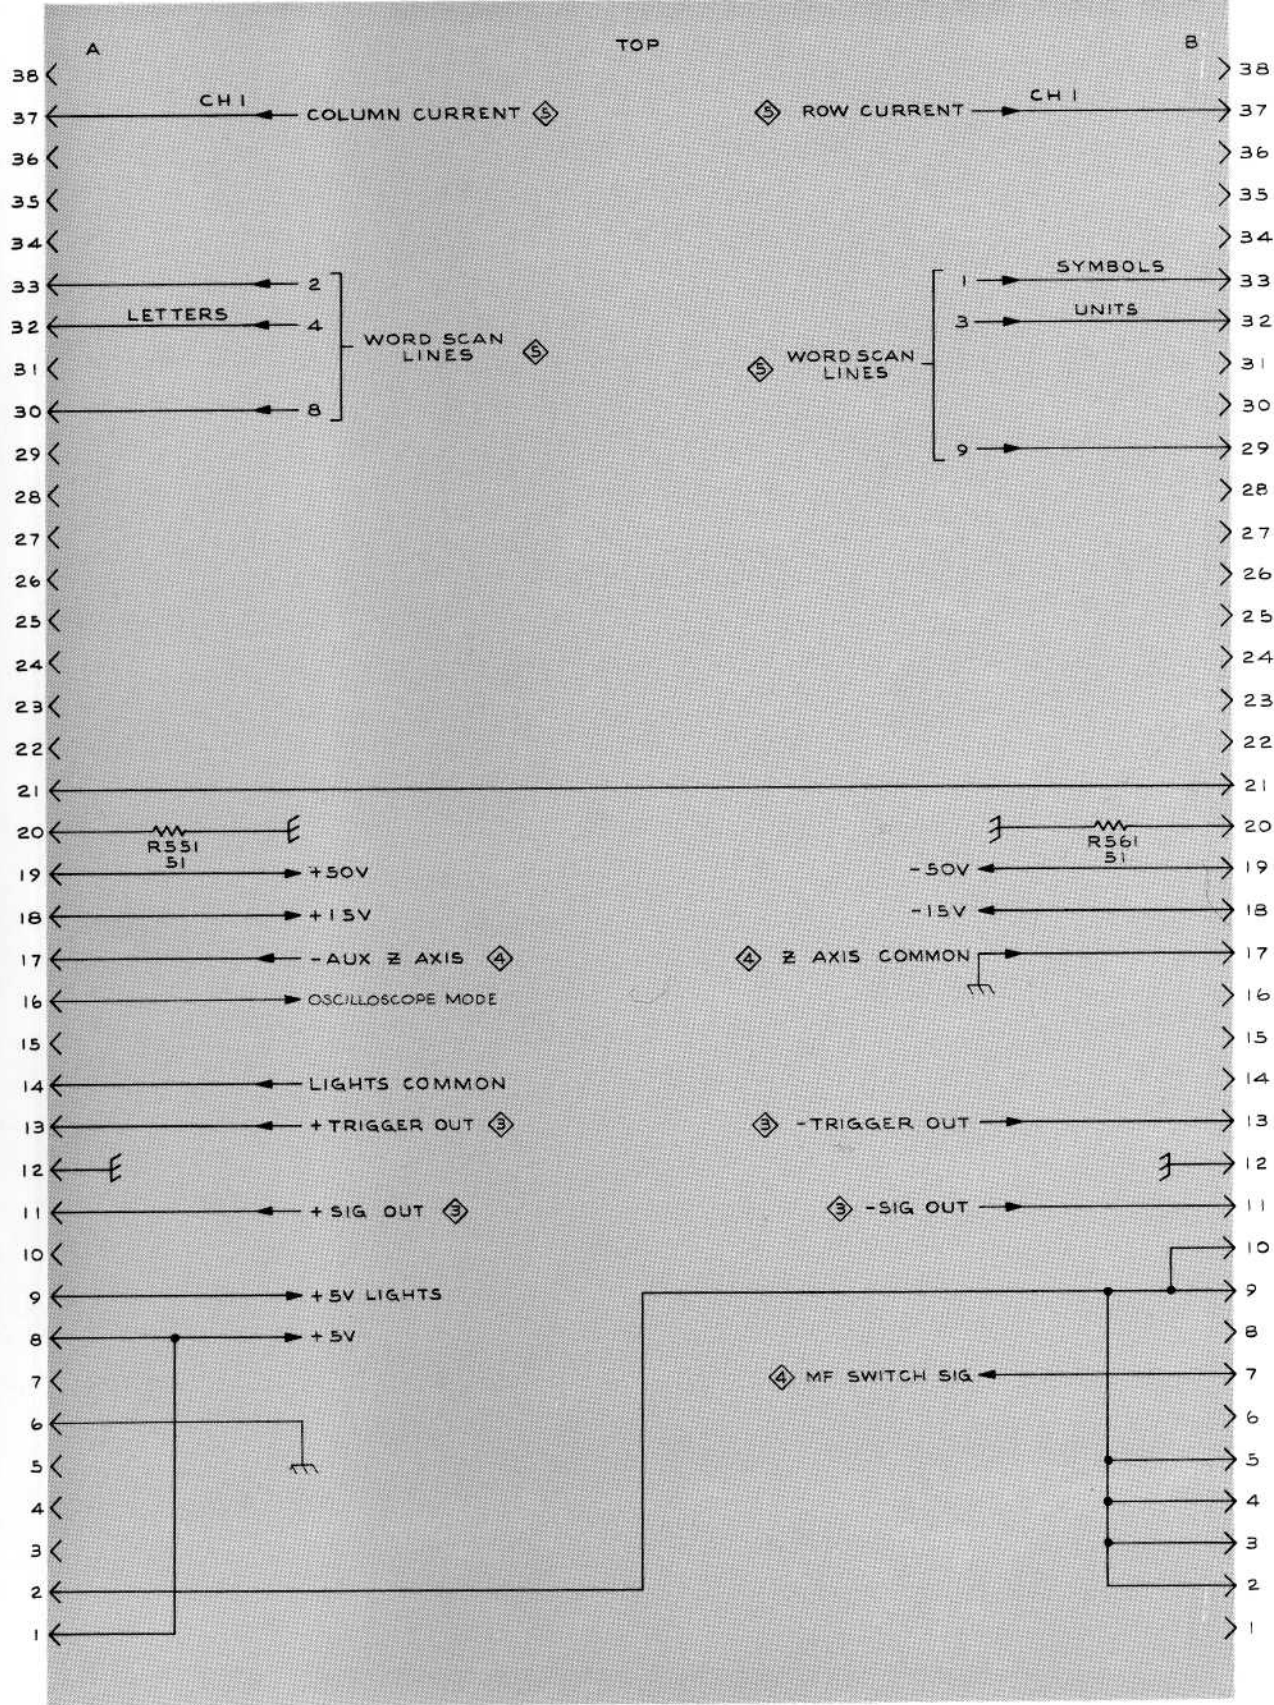 A TOP B
38 38
37 CH 1 COLUMN CURRENT 5 5 ROW CURRENT CH 1 37
36 36
35 35
34 34
33 2 1 SYMBOLS 33
32 LETTERS 4 3 UNITS 32
WORD SCAN LINES 5
5 WORD SCAN LINES
31 31
30 8 30
29 9 29
28 28
27 27
26 26
25 25
24 24
23 23
22 22
21 21
20 R551 51 R561 51 20
19 +50V -50V 19
18 +15V -15V 18
17 -AUX Z AXIS 4 4 Z AXIS COMMON 17
16 OSCILLOSCOPE MODE 16
15 15
14 LIGHTS COMMON 14
13 +TRIGGER OUT 3 3 -TRIGGER OUT 13
12 12
11 +SIG OUT 3 3 -SIG OUT 11
10 10
9 +5V LIGHTS 9
8 +5V 8
7 4 MF SWITCH SIG 7
6 6
5 5
4 4
3 3
2 2
1 1